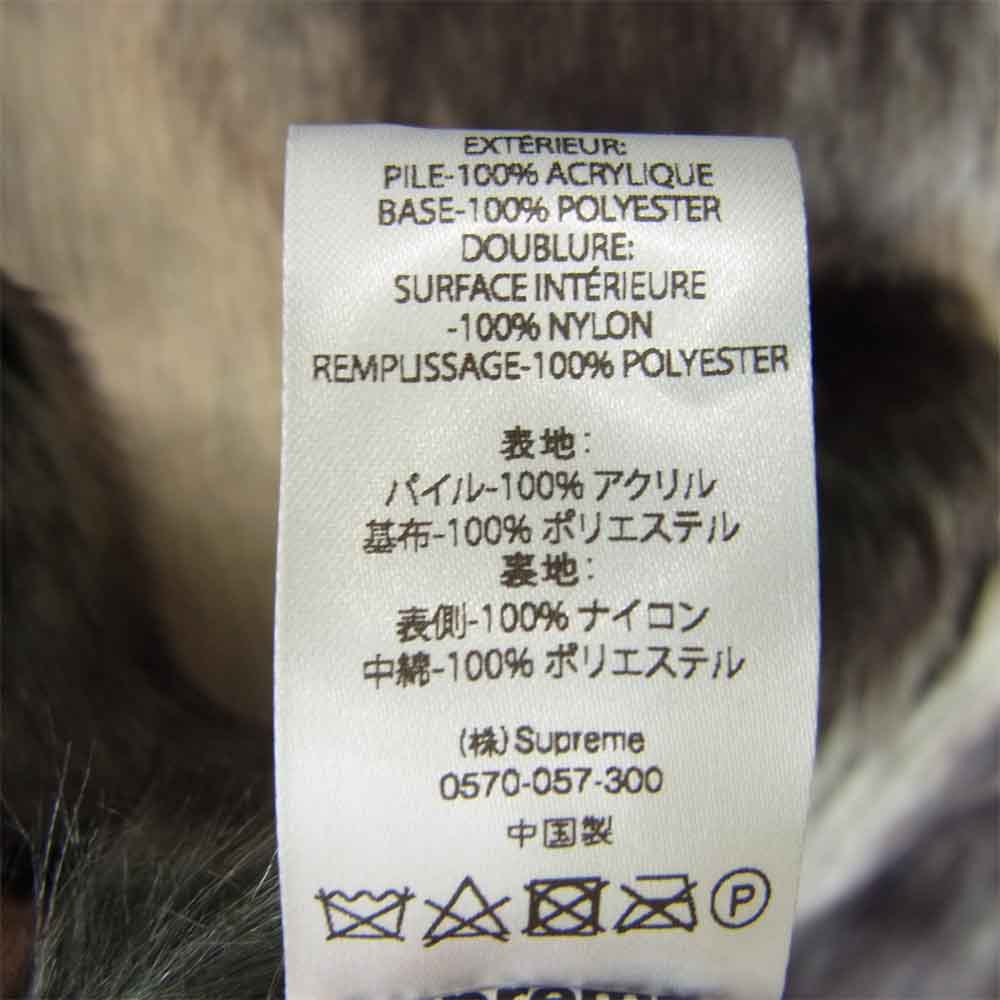 EXTÉRIEUR:
PILE-100% ACRYLIQUE
BASE-100% POLYESTER
DOUBLURE:
SURFACE INTÉRIEURE
-100% NYLON
REMPLISSAGE-100% POLYESTER
表地:
パイル-100% アクリル
基布-100% ポリエステル
裏地:
表側-100% ナイロン
中綿-100% ポリエステル
(株)Supreme
0570-057-300
中国製
P
Supreme